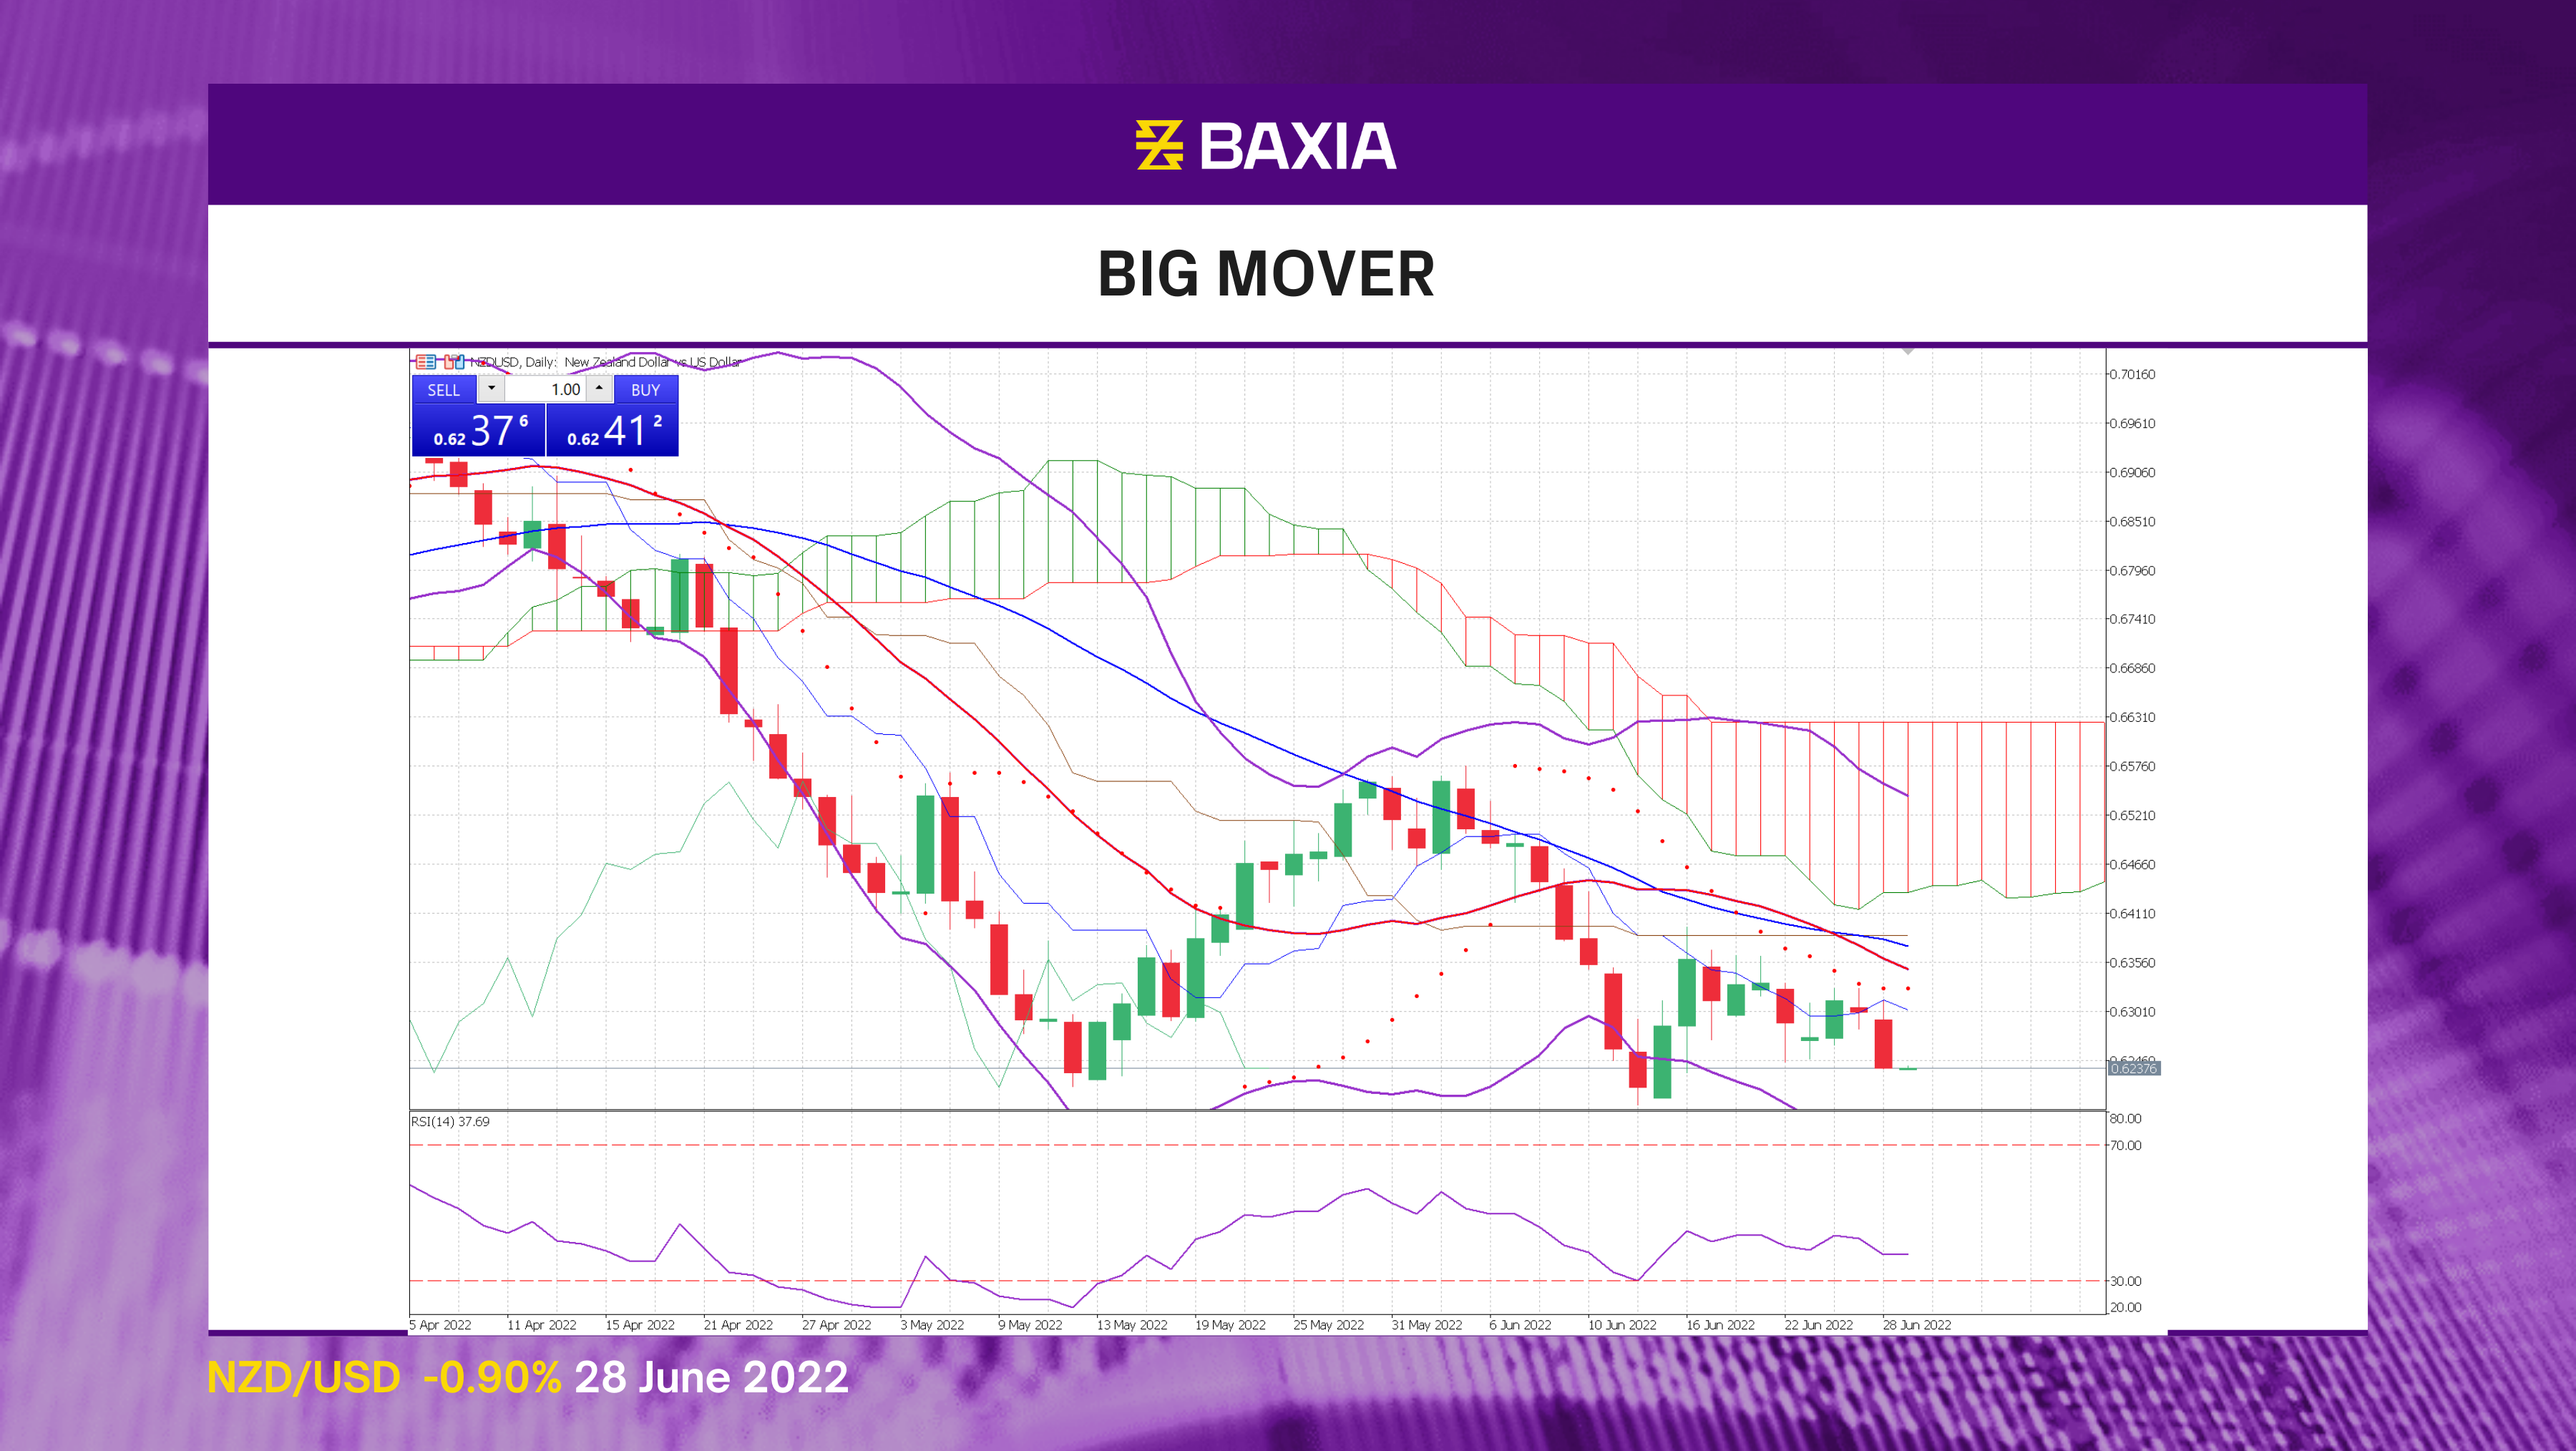 BAXIA
BIG MOVER
NZDUSD, Daily: New Zealand Dollar vs US Dollar
SELL 1.00 BUY
0.62 37 6 0.62 41 2
0.70160
0.69610
0.69060
0.68510
0.67960
0.67410
0.66860
0.66310
0.65760
0.65210
0.64660
0.64110
0.63560
0.63010
0.62460
0.62376
RSI(14) 37.69
80.00
70.00
30.00
20.00
5 Apr 2022 11 Apr 2022 15 Apr 2022 21 Apr 2022 27 Apr 2022 3 May 2022 9 May 2022 13 May 2022 19 May 2022 25 May 2022 31 May 2022 6 Jun 2022 10 Jun 2022 16 Jun 2022 22 Jun 2022 28 Jun 2022
NZD/USD -0.90% 28 June 2022